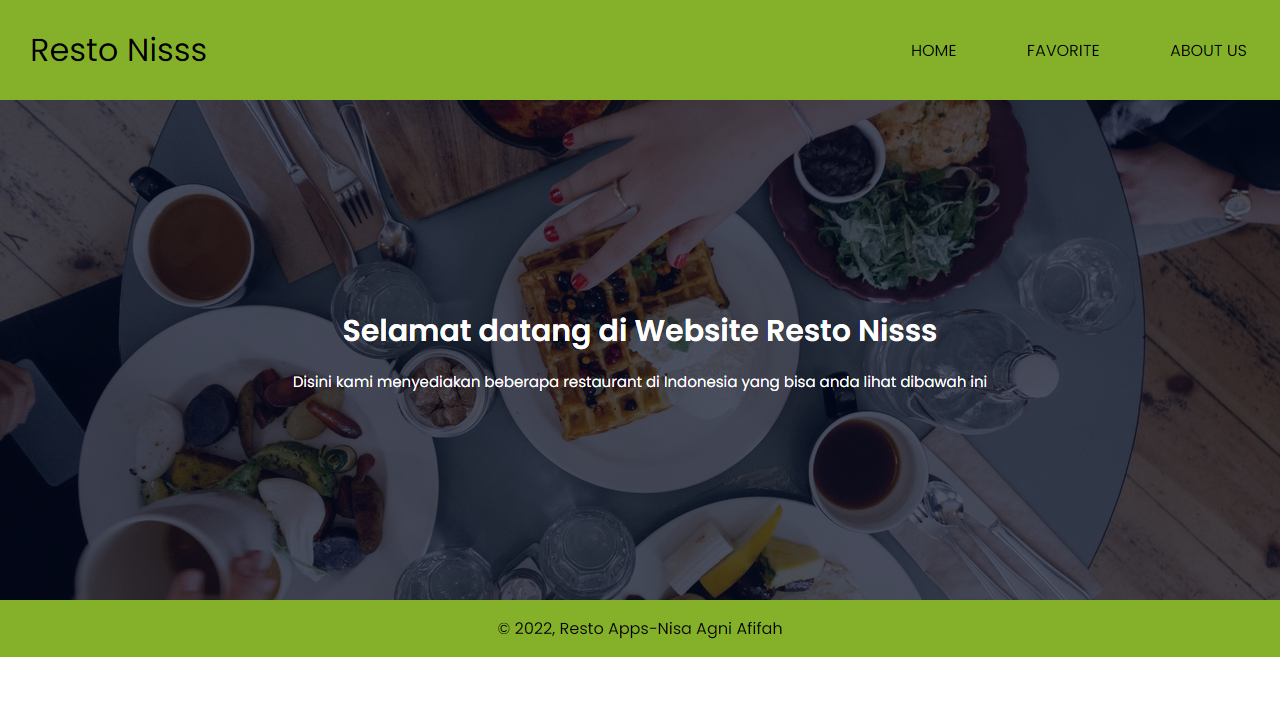 Resto Nisss
HOME FAVORITE ABOUT US
Selamat datang di Website Resto Nisss
Disini kami menyediakan beberapa restaurant di Indonesia yang bisa anda lihat dibawah ini
© 2022, Resto Apps-Nisa Agni Afifah